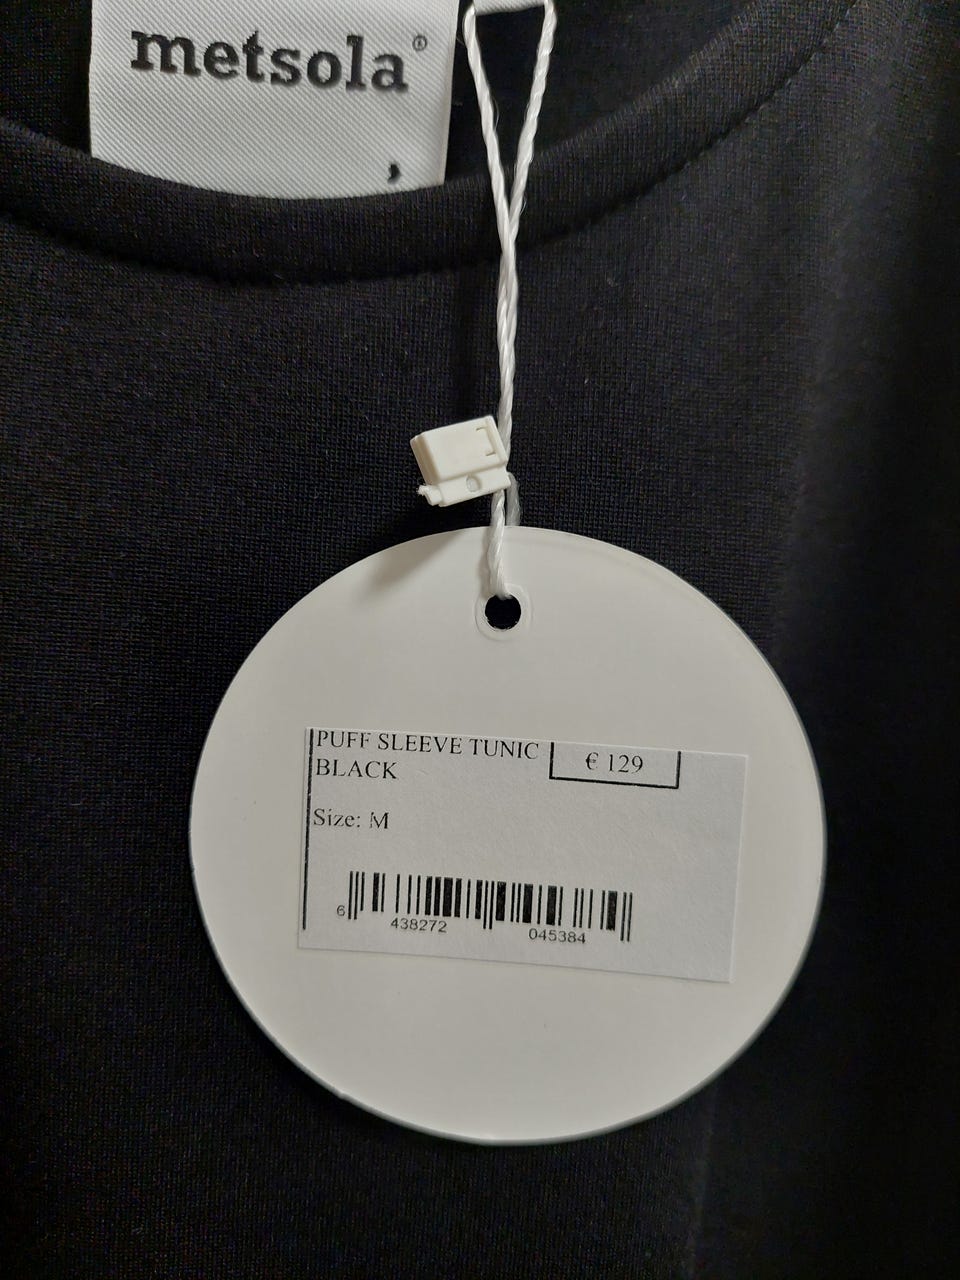 metsola®
,
PUFF SLEEVE TUNIC
BLACK
€ 129
Size: M
6 438272 045384